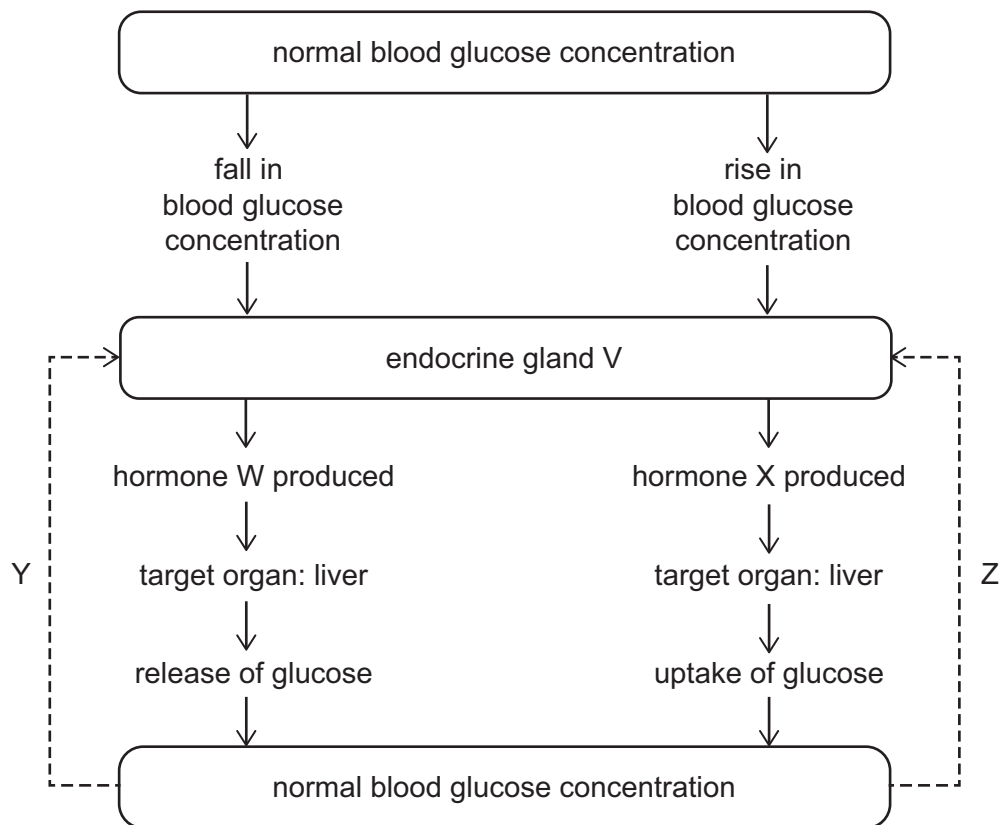 normal blood glucose concentration
fall in
blood glucose
concentration
rise in
blood glucose
concentration
endocrine gland V
hormone W produced
hormone X produced
Y
target organ: liver
target organ: liver
Z
release of glucose
uptake of glucose
normal blood glucose concentration